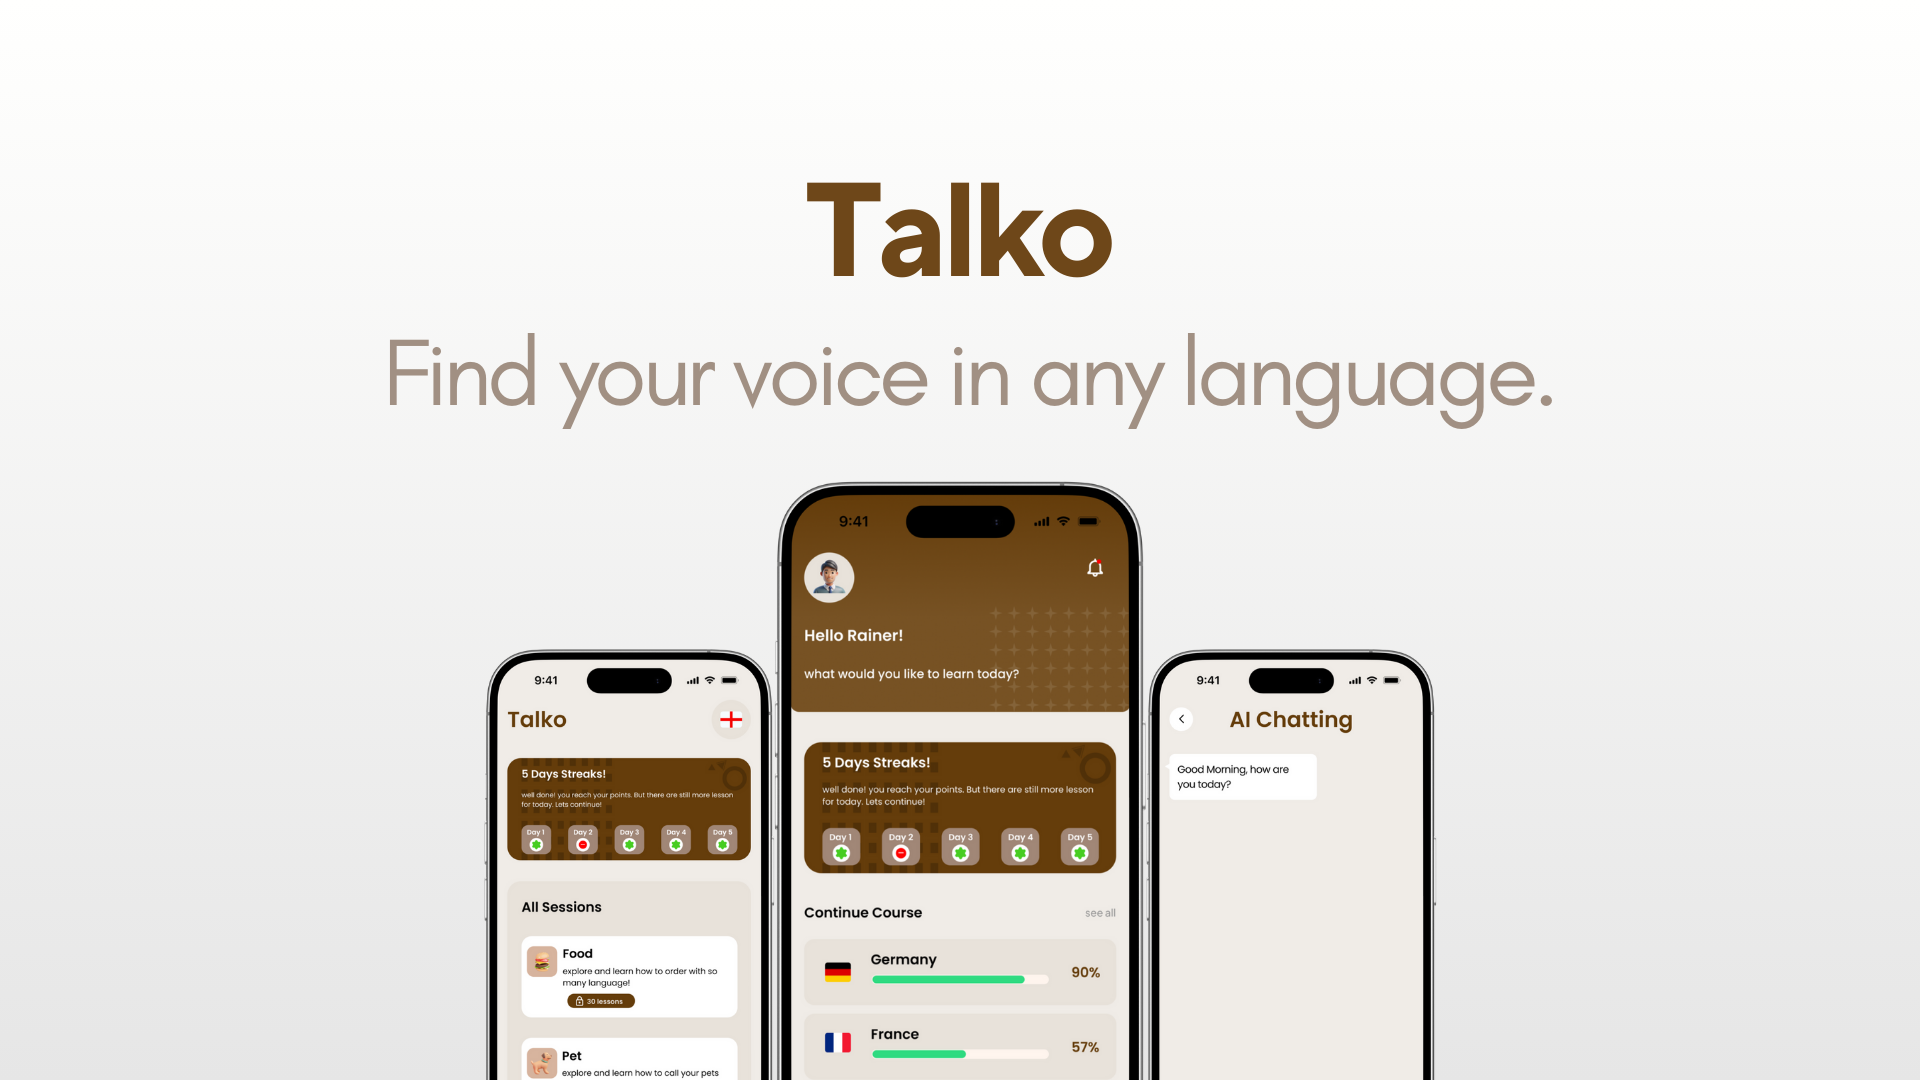 Talko
Find your voice in any language.
9:41
Talko
5 Days Streaks!
well done! you reach your points. But there are still more lesson
for today. Lets continue!
Day 1 Day 2 Day 3 Day 4 Day 5
All Sessions
Food
explore and learn how to order with so
many language!
30 lessons
Pet
explore and learn how to call your pets
9:41
Hello Rainer!
what would you like to learn today?
5 Days Streaks!
well done! you reach your points. But there are still more lesson
for today. Lets continue!
Day 1 Day 2 Day 3 Day 4 Day 5
Continue Course see all
Germany
90%
France
57%
9:41
AI Chatting
Good Morning, how are
you today?